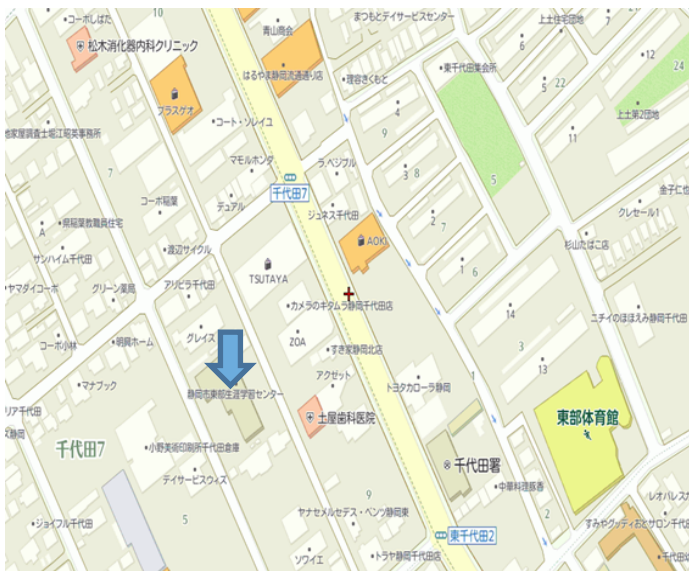 コーポしばた
10
青山商会
まつもとデイサービスセンター
上土住宅団地
7
松木消化器内科クリニック
はるやま静岡流通通り店
6
5
12
プラスゲオ
理容きくもと
東千代田集会所
22
24
コート・ソレイユ
4
上土第2団地
マモルホンダ
9
11
ラ・ベジブル
7
千代田7
3
8
5
金子仁也
コーポ稲葉
デュアル
ジュネス千代田
2
7
クレセール1
A
県稲葉教職員住宅
渡辺サイクル
AOKI
杉山たばこ店
サンハイム千代田
TSUTAYA
1
6
ヤマダイコーポ
グリーン薬局
アリビラ千代田
カメラのキタムラ静岡千代田店
14
ニチイのほほえみ静岡千代田
コーポ小林
明興ホーム
グレイス
ZOA
すき家静岡北店
3
13
マナブック
アクゼット
1
静岡市東部生涯学習センター
トヨタカローラ静岡
リア千代田
土屋歯科医院
東部体育館
千代田7
小野美術印刷所千代田倉庫
千代田署
デイサービスウィズ
中華料理豚香
9
2
レオパレス
5
ヤナセメルセデス・ベンツ静岡東
ジョイフル千代田
東千代田2
すみやグッディおとサロン千代田
ソワイエ
トラヤ静岡千代田店